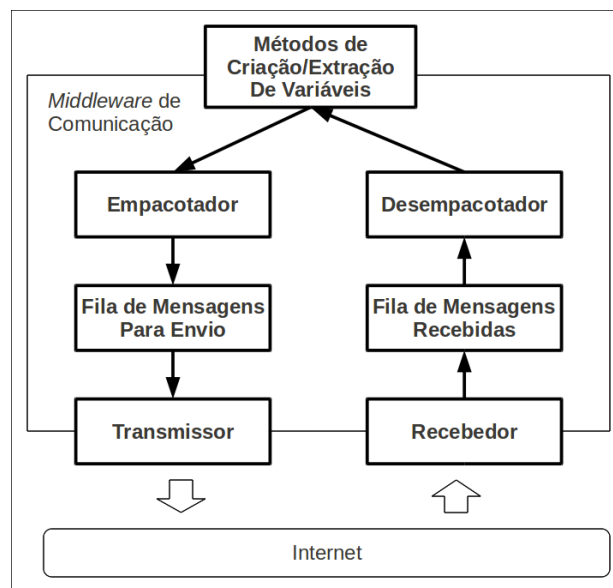 Métodos de
Criação/Extração
De Variáveis
Middleware de
Comunicação
Empacotador
Desempacotador
Fila de Mensagens
Para Envio
Fila de Mensagens
Recebidas
Transmissor
Recebedor
Internet